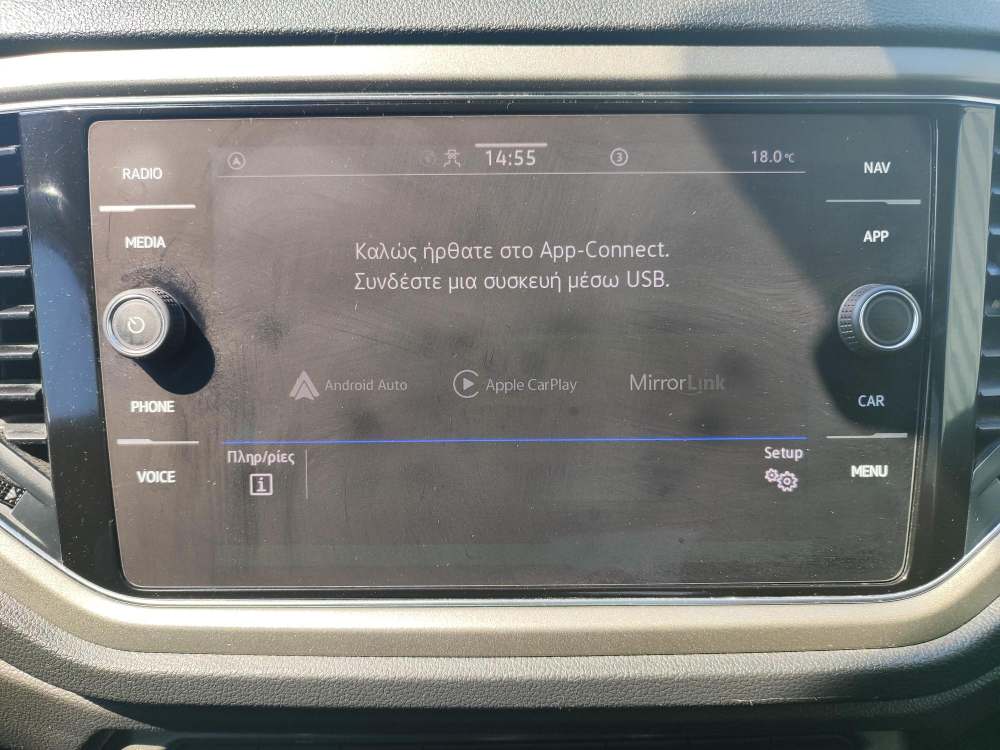 RADIO
MEDIA
PHONE
VOICE
14:55
3
18.0°C
Καλώς ήρθατε στο App-Connect.
Συνδέστε μια συσκευή μέσω USB.
Android Auto
Apple CarPlay
MirrorLink
Πληρ/ρίες
i
Setup
NAV
APP
CAR
MENU